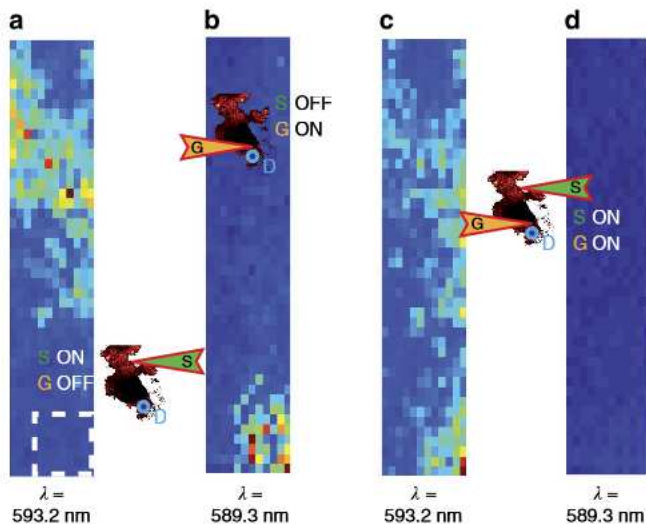 a
b
c
d
S OFF
G ON
G
D
S
S ON
G ON
G
D
S ON
G OFF
S
D
λ =
593.2 nm
λ =
589.3 nm
λ =
593.2 nm
λ =
589.3 nm